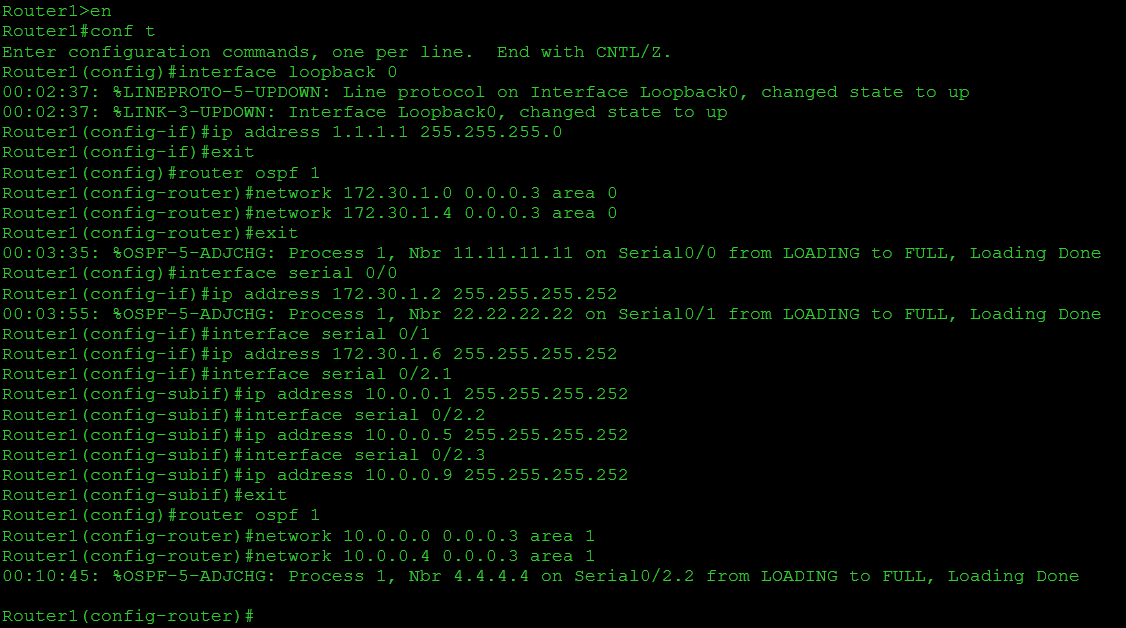 Router1>en
Router1#conf t
Enter configuration commands, one per line.  End with CNTL/Z.
Router1(config)#interface loopback 0
00:02:37: %LINEPROTO-5-UPDOWN: Line protocol on Interface Loopback0, changed state to up
00:02:37: %LINK-3-UPDOWN: Interface Loopback0, changed state to up
Router1(config-if)#ip address 1.1.1.1 255.255.255.0
Router1(config-if)#exit
Router1(config)#router ospf 1
Router1(config-router)#network 172.30.1.0 0.0.0.3 area 0
Router1(config-router)#network 172.30.1.4 0.0.0.3 area 0
Router1(config-router)#exit
00:03:35: %OSPF-5-ADJCHG: Process 1, Nbr 11.11.11.11 on Serial0/0 from LOADING to FULL, Loading Done
Router1(config)#interface serial 0/0
Router1(config-if)#ip address 172.30.1.2 255.255.255.252
00:03:55: %OSPF-5-ADJCHG: Process 1, Nbr 22.22.22.22 on Serial0/1 from LOADING to FULL, Loading Done
Router1(config-if)#interface serial 0/1
Router1(config-if)#ip address 172.30.1.6 255.255.255.252
Router1(config-if)#interface serial 0/2.1
Router1(config-subif)#ip address 10.0.0.1 255.255.255.252
Router1(config-subif)#interface serial 0/2.2
Router1(config-subif)#ip address 10.0.0.5 255.255.255.252
Router1(config-subif)#interface serial 0/2.3
Router1(config-subif)#ip address 10.0.0.9 255.255.255.252
Router1(config-subif)#exit
Router1(config)#router ospf 1
Router1(config-router)#network 10.0.0.0 0.0.0.3 area 1
Router1(config-router)#network 10.0.0.4 0.0.0.3 area 1
00:10:45: %OSPF-5-ADJCHG: Process 1, Nbr 4.4.4.4 on Serial0/2.2 from LOADING to FULL, Loading Done
Router1(config-router)#